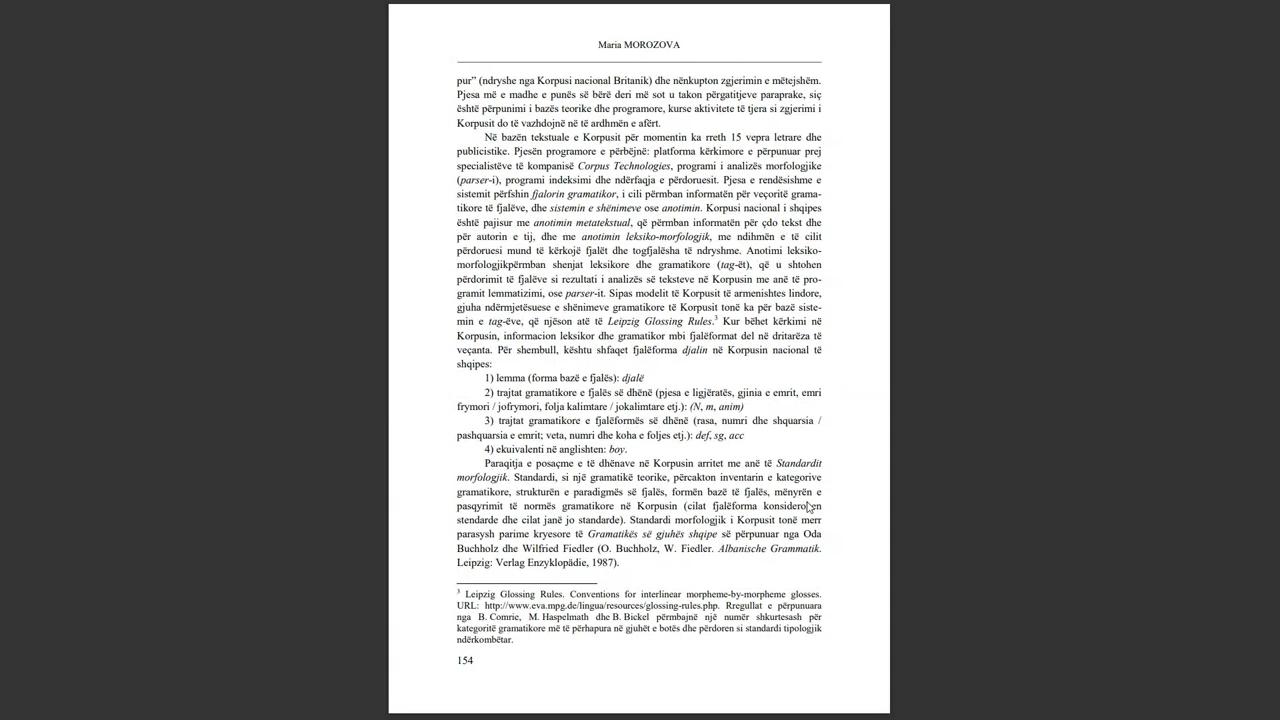 Maria MOROZOVA
pur” (ndryshe nga Korpusi nacional Britanik) dhe nënkupton zgjerimin e mëtejshëm.
Pjesa më e madhe e punës së bërë deri më sot u takon përgatitjeve paraprake, siç
është përpunimi i bazës teorike dhe programore, kurse aktivitete të tjera si zgjerimi i
Korpusit do të vazhdojnë në të ardhmën e afërt.
Në bazën tekstuale e Korpusit për momentin ka rreth 15 vepra letrare dhe
publicistike. Pjesën programore e përbëjnë: platforma kërkimore e përpunuar prej
specialistëve të kompanisë Corpus Technologies, programi i analizës morfologjike
(parser-i), programi indeksimi dhe ndërfaqja e përdoruesit. Pjesa e rendësishme e
sistemit përfshin fjalorin gramatikor, i cili përmban informatën për veçoritë grama-
tikore të fjalëve, dhe sistemin e shënimeve ose anotimin. Korpusi nacional i shqipes
është pajisur me anotimin metatekstual, që përmban informatën për çdo tekst dhe
për autorin e tij, dhe me anotimin leksiko-morfologjik, me ndihmën e të cilit
përdoruesi mund të kërkojë fjalët dhe togfjalësha të ndryshme. Anotimi leksiko-
morfologjikpërmban shenjat leksikore dhe gramatikore (tag-ët), që u shtohen
përdorimit të fjalëve si rezultati i analizës së teksteve në Korpusin me anë të pro-
gramit lemmatizimi, ose parser-it. Sipas modelit të Korpusit të armenishtes lindore,
gjuha ndërmjetësuese e shënimeve gramatikore të Korpusit tonë ka për bazë siste-
min e tag-ëve, që njëson atë të Leipzig Glossing Rules.³ Kur bëhet kërkimi në
Korpusin, informacion leksikor dhe gramatikor mbi fjalëformat del në dritarëza të
veçanta. Për shembull, kështu shfaqet fjalëforma djalin në Korpusin nacional të
shqipes:
1) lemma (forma bazë e fjalës): djalë
2) trajtat gramatikore e fjalës së dhënë (pjesa e ligjëratës, gjinia e emrit, emri
frymori / jofrymori, folja kalimtare / jokalimtare etj.): (N, m, anim)
3) trajtat gramatikore e fjalëformës së dhënë (rasa, numri dhe shquarsia /
pashquarsia e emrit; veta, numri dhe koha e foljes etj.): def, sg, acc
4) ekuivalenti në anglishten: boy.
Paraqitja e posaçme e të dhënave në Korpusin arritet me anë të Standardit
morfologjik. Standardi, si një gramatikë teorike, përcakton inventarin e kategorive
gramatikore, strukturën e paradigmës së fjalës, formën bazë të fjalës, mënyrën e
pasqyrimit të normës gramatikore në Korpusin (cilat fjalëforma konsiderohen
stendarde dhe cilat janë jo standarde). Standardi morfologjik i Korpusit tonë merr
parasysh parime kryesore të Gramatikës së gjuhës shqipe së përpunuar nga Oda
Buchholz dhe Wilfried Fiedler (O. Buchholz, W. Fiedler. Albanische Grammatik.
Leipzig: Verlag Enzyklopädie, 1987).
³ Leipzig Glossing Rules. Conventions for interlinear morpheme-by-morpheme glosses.
URL: http://www.eva.mpg.de/lingua/resources/glossing-rules.php. Rregullat e përpunuara
nga B. Comrie, M. Haspelmath dhe B. Bickel përmbajnë një numër shkurtesash për
kategoritë gramatikore më të përhapura në gjuhët e botës dhe përdoren si standardi tipologjik
ndërkombëtar.
154